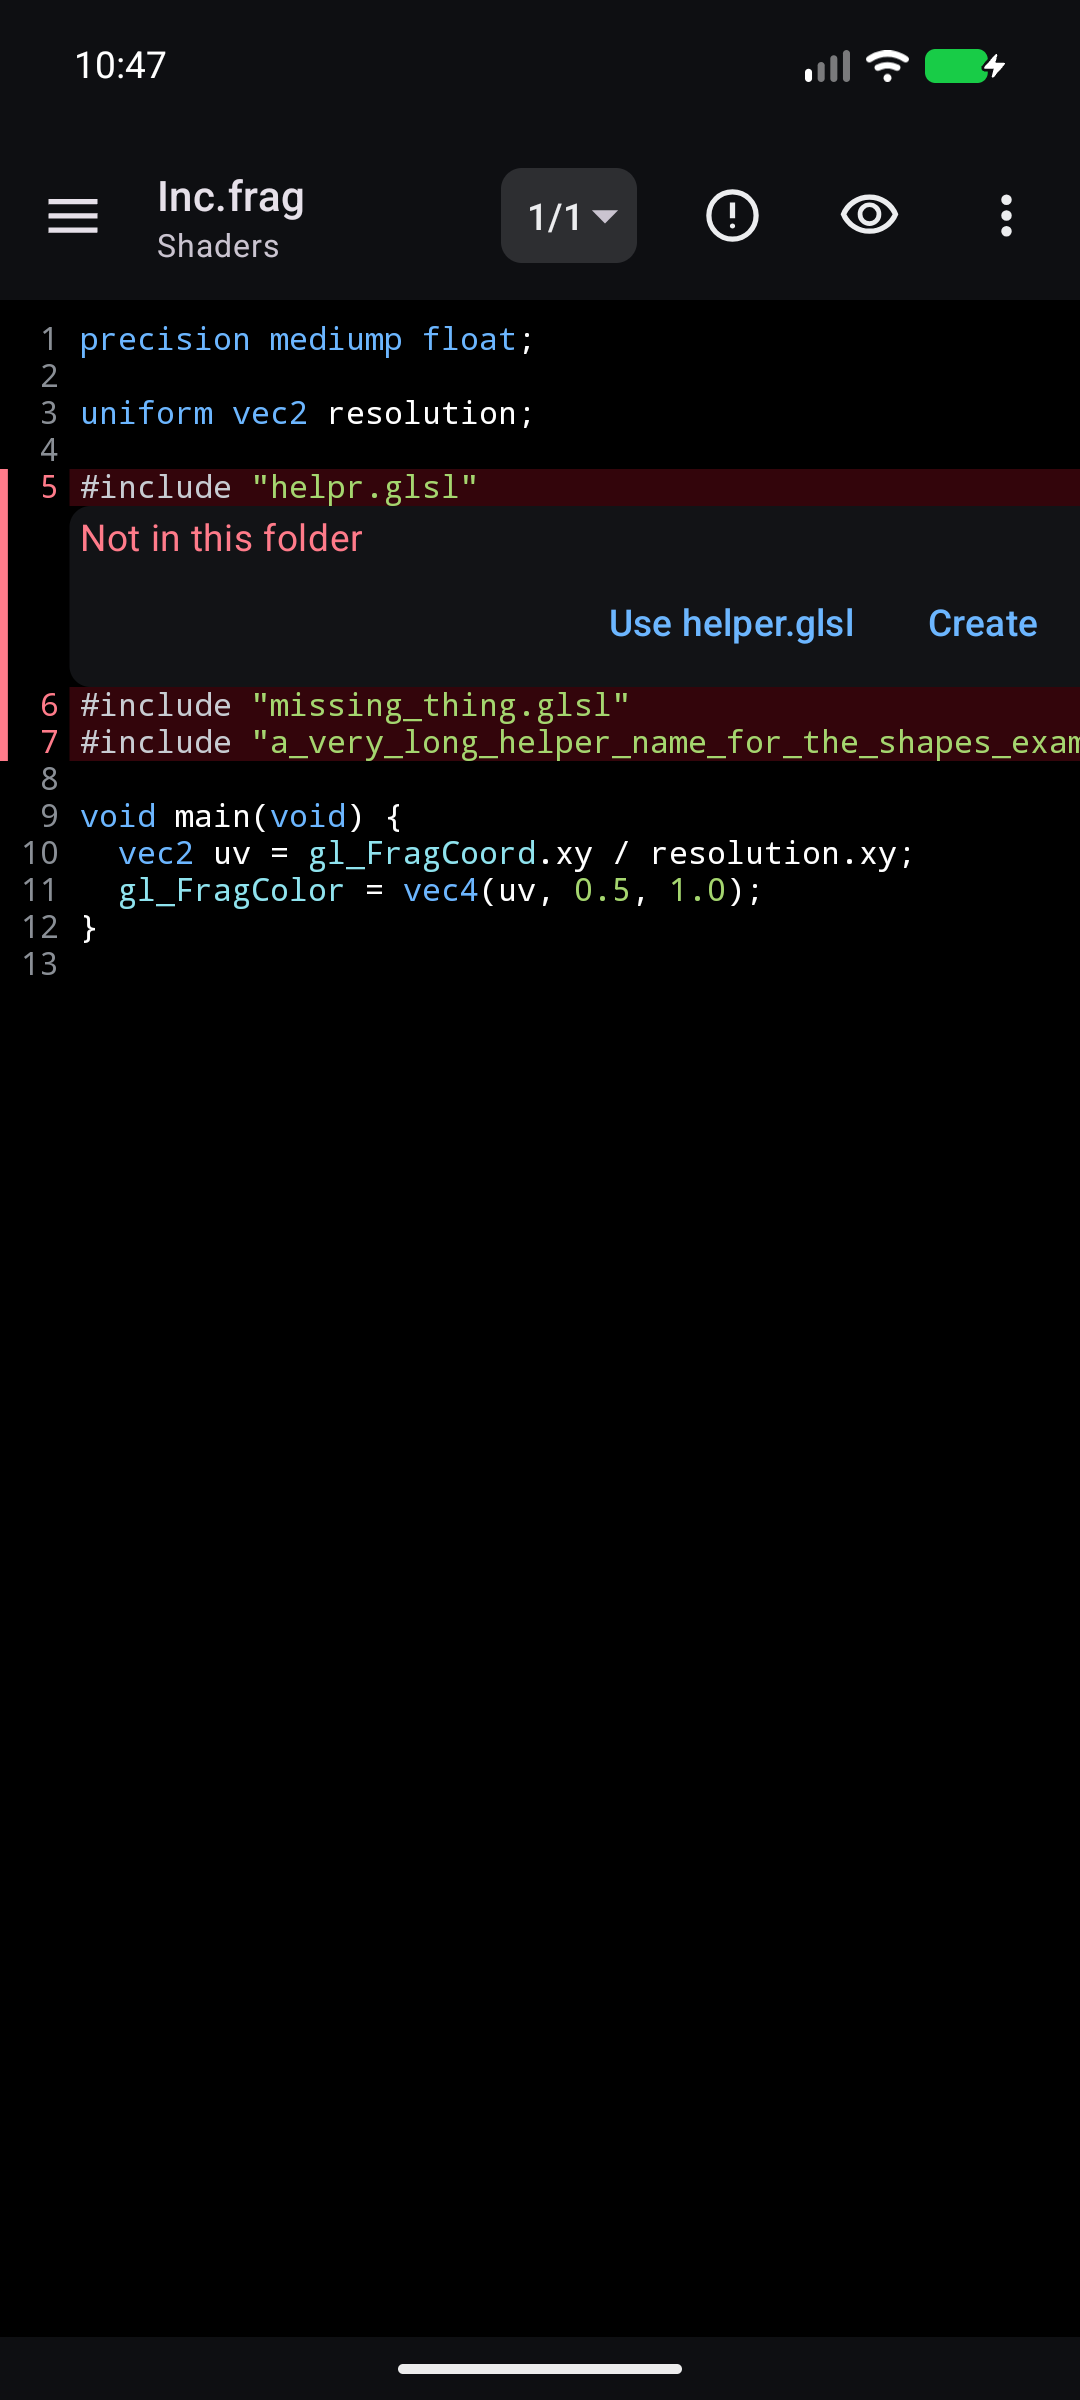 10:47
Inc.frag
Shaders
1/1
1 precision mediump float;
2
3 uniform vec2 resolution;
4
5 #include "helpr.glsl"
Not in this folder
Use helper.glsl Create
6 #include "missing_thing.glsl"
7 #include "a_very_long_helper_name_for_the_shapes_exam
8
9 void main(void) {
10   vec2 uv = gl_FragCoord.xy / resolution.xy;
11   gl_FragColor = vec4(uv, 0.5, 1.0);
12 }
13